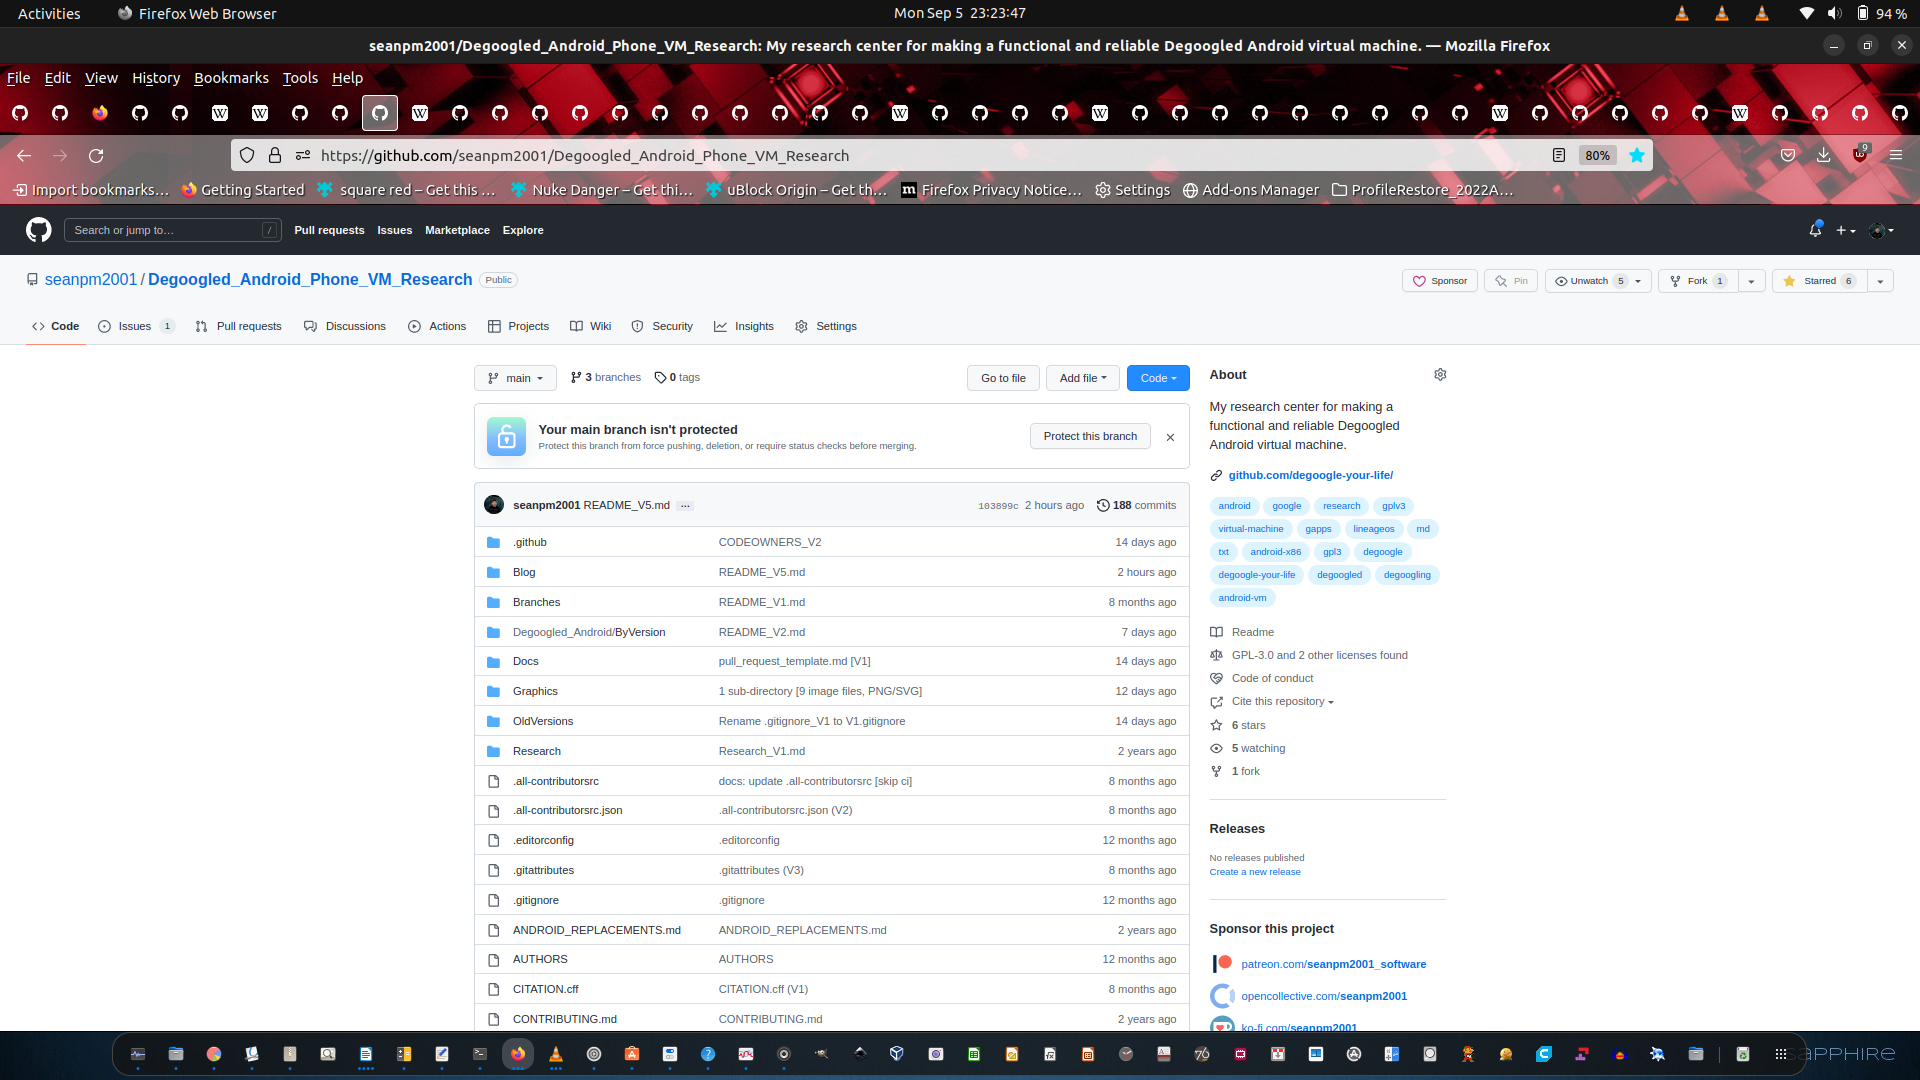 Activities Firefox Web Browser Mon Sep 5 23:23:47 94 %
seanpm2001/Degoogled_Android_Phone_VM_Research: My research center for making a functional and reliable Degoogled Android virtual machine. — Mozilla Firefox
File Edit View History Bookmarks Tools Help
https://github.com/seanpm2001/Degoogled_Android_Phone_VM_Research 80% 9
Import bookmarks… Getting Started square red – Get this … Nuke Danger – Get thi… uBlock Origin – Get th… Firefox Privacy Notice… Settings Add-ons Manager ProfileRestore_2022A…
Search or jump to… / Pull requests Issues Marketplace Explore
seanpm2001 / Degoogled_Android_Phone_VM_Research Public Sponsor Pin Unwatch 5 Fork 1 Starred 6
Code Issues 1 Pull requests Discussions Actions Projects Wiki Security Insights Settings
main 3 branches 0 tags Go to file Add file Code
Your main branch isn't protected
Protect this branch from force pushing, deletion, or require status checks before merging.
Protect this branch
seanpm2001 README_V5.md … 103899c 2 hours ago 188 commits
.github CODEOWNERS_V2 14 days ago
Blog README_V5.md 2 hours ago
Branches README_V1.md 8 months ago
Degoogled_Android/ByVersion README_V2.md 7 days ago
Docs pull_request_template.md [V1] 14 days ago
Graphics 1 sub-directory [9 image files, PNG/SVG] 12 days ago
OldVersions Rename .gitignore_V1 to V1.gitignore 14 days ago
Research Research_V1.md 2 years ago
.all-contributorsrc docs: update .all-contributorsrc [skip ci] 8 months ago
.all-contributorsrc.json .all-contributorsrc.json (V2) 8 months ago
.editorconfig .editorconfig 12 months ago
.gitattributes .gitattributes (V3) 8 months ago
.gitignore .gitignore 12 months ago
ANDROID_REPLACEMENTS.md ANDROID_REPLACEMENTS.md 2 years ago
AUTHORS AUTHORS 12 months ago
CITATION.cff CITATION.cff (V1) 8 months ago
CONTRIBUTING.md CONTRIBUTING.md 2 years ago
About
My research center for making a
functional and reliable Degoogled
Android virtual machine.
github.com/degoogle-your-life/
android google research gplv3
virtual-machine gapps lineageos md
txt android-x86 gpl3 degoogle
degoogle-your-life degoogled degoogling
android-vm
Readme
GPL-3.0 and 2 other licenses found
Code of conduct
Cite this repository
6 stars
5 watching
1 fork
Releases
No releases published
Create a new release
Sponsor this project
patreon.com/seanpm2001_software
opencollective.com/seanpm2001
ko-fi.com/seanpm2001
SAPPHIRE